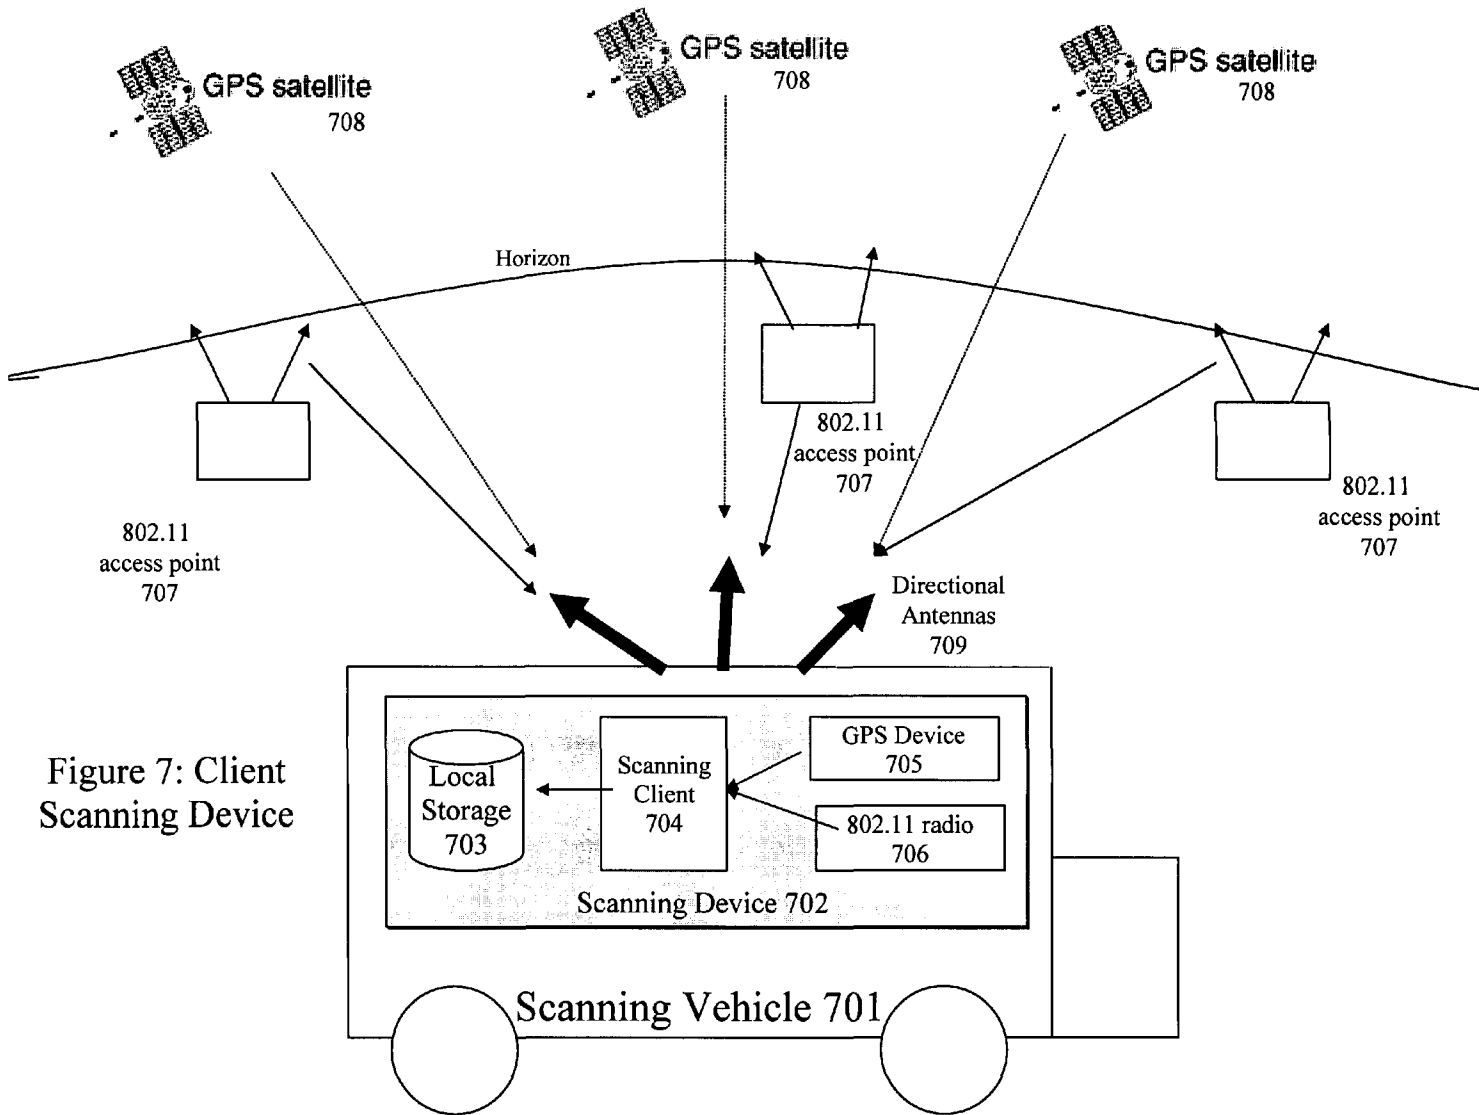 GPS satellite
708
GPS satellite
708
GPS satellite
708
Horizon
802.11
access point
707
802.11
access point
707
802.11
access point
707
Directional
Antennas
709
Figure 7: Client
Scanning Device
Local
Storage
703
Scanning
Client
704
GPS Device
705
802.11 radio
706
Scanning Device 702
Scanning Vehicle 701